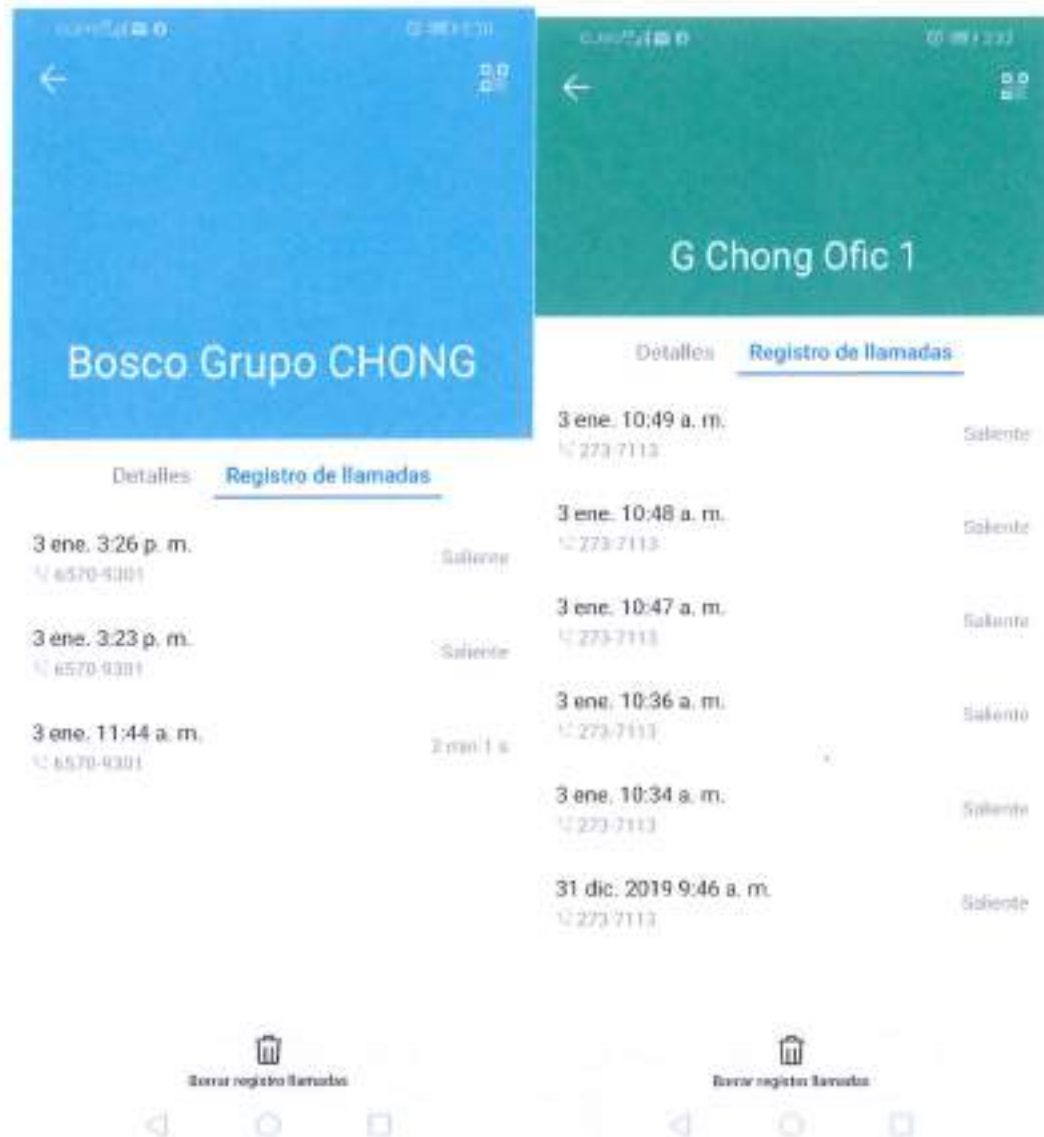 Bosco Grupo CHONG
Detalles Registro de llamadas
3 ene. 3:26 p. m.
6570-9301
Saliente
3 ene. 3:23 p. m.
6570-9301
Saliente
3 ene. 11:44 a. m.
6570-9301
2 min 1 s
Borrar registro llamadas
G Chong Ofic 1
Detalles Registro de llamadas
3 ene. 10:49 a. m.
273-7113
Saliente
3 ene. 10:48 a. m.
273-7113
Saliente
3 ene. 10:47 a. m.
273-7113
Saliente
3 ene. 10:36 a. m.
273-7113
Saliente
3 ene. 10:34 a. m.
273-7113
Saliente
31 dic. 2019 9:46 a. m.
273-7113
Saliente
Borrar registro llamadas